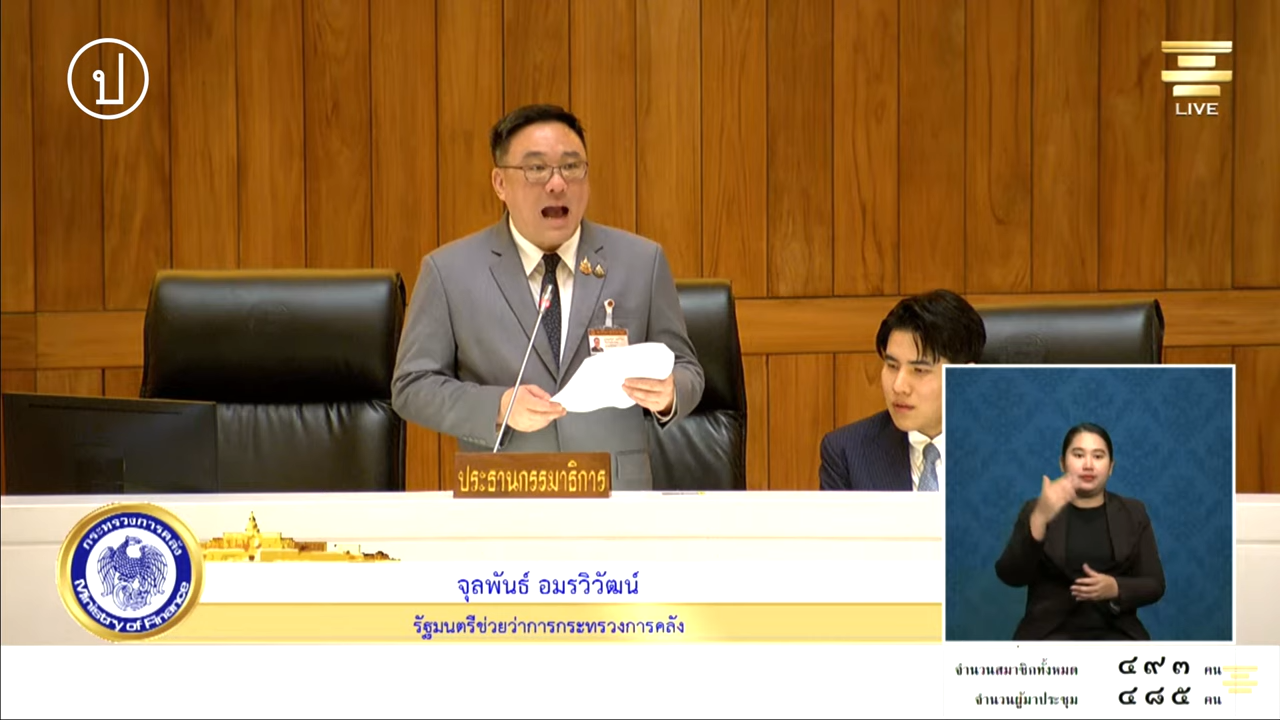 ป
LIVE
ประธานกรรมาธิการ
กระทรวงการคลัง
Ministry of Finance
จุลพันธ์ อมรวิวัฒน์
รัฐมนตรีช่วยว่าการกระทรวงการคลัง
จำนวนสมาชิกทั้งหมด ๔๙๓ คน
จำนวนผู้มาประชุม ๔๘๕ คน